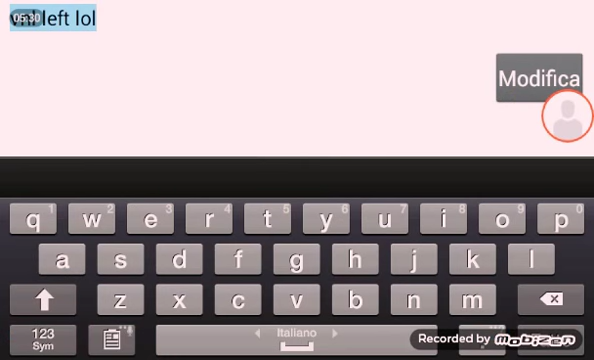 05:30
left lol
Modifica
q 1 w 2 e 3 r 4 t 5 y 6 u 7 i 8 o 9 p 0
a s d f g h j k l
z x c v b n m
123 Sym
Italiano
Recorded by mobizen